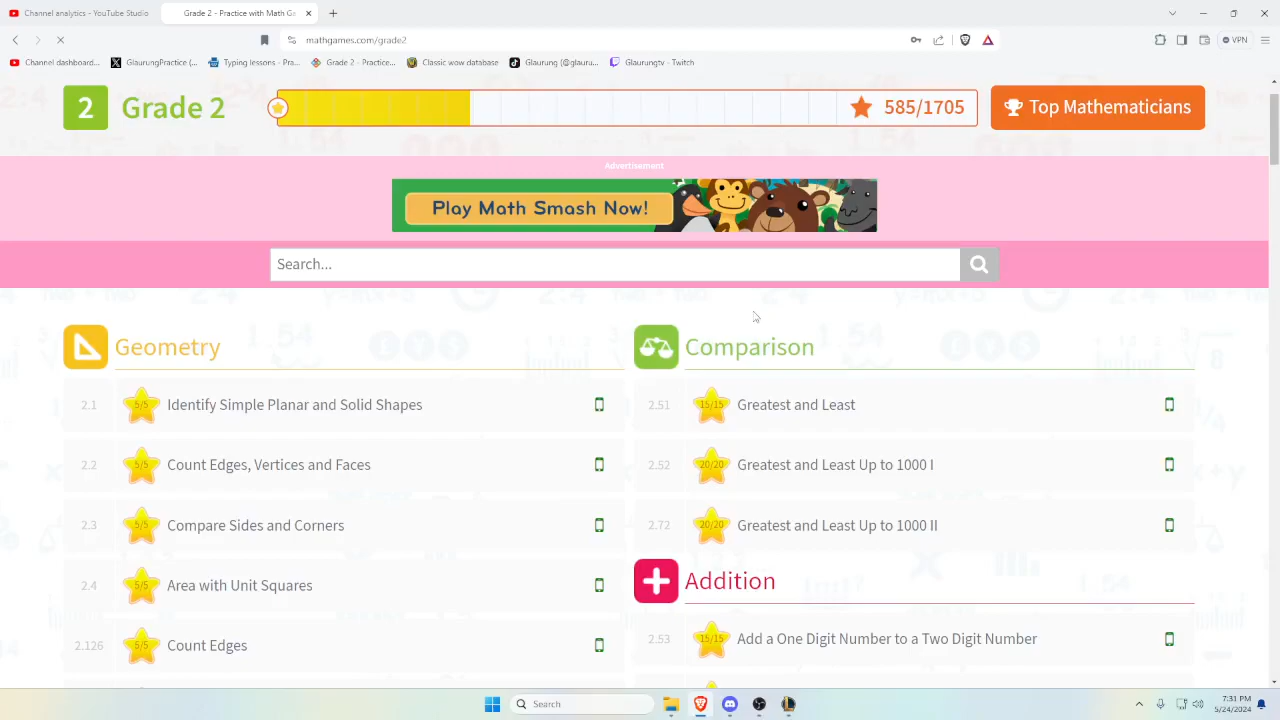 Channel analytics - YouTube Studio
Grade 2 - Practice with Math Ga
mathgames.com/grade2
VPN
Channel dashboard...
GlaurungPractice (...
Typing lessons - Pra...
Grade 2 - Practice...
Classic wow database
Glaurung (@glauru...
Glaurungtv - Twitch
2 Grade 2
585/1705
Top Mathematicians
Advertisement
Play Math Smash Now!
Search...
Geometry
2.1 5/5 Identify Simple Planar and Solid Shapes
2.2 5/5 Count Edges, Vertices and Faces
2.3 5/5 Compare Sides and Corners
2.4 5/5 Area with Unit Squares
2.126 5/5 Count Edges
Comparison
2.51 15/15 Greatest and Least
2.52 20/20 Greatest and Least Up to 1000 I
2.72 20/20 Greatest and Least Up to 1000 II
Addition
2.53 15/15 Add a One Digit Number to a Two Digit Number
Search
7:31 PM
5/24/2024